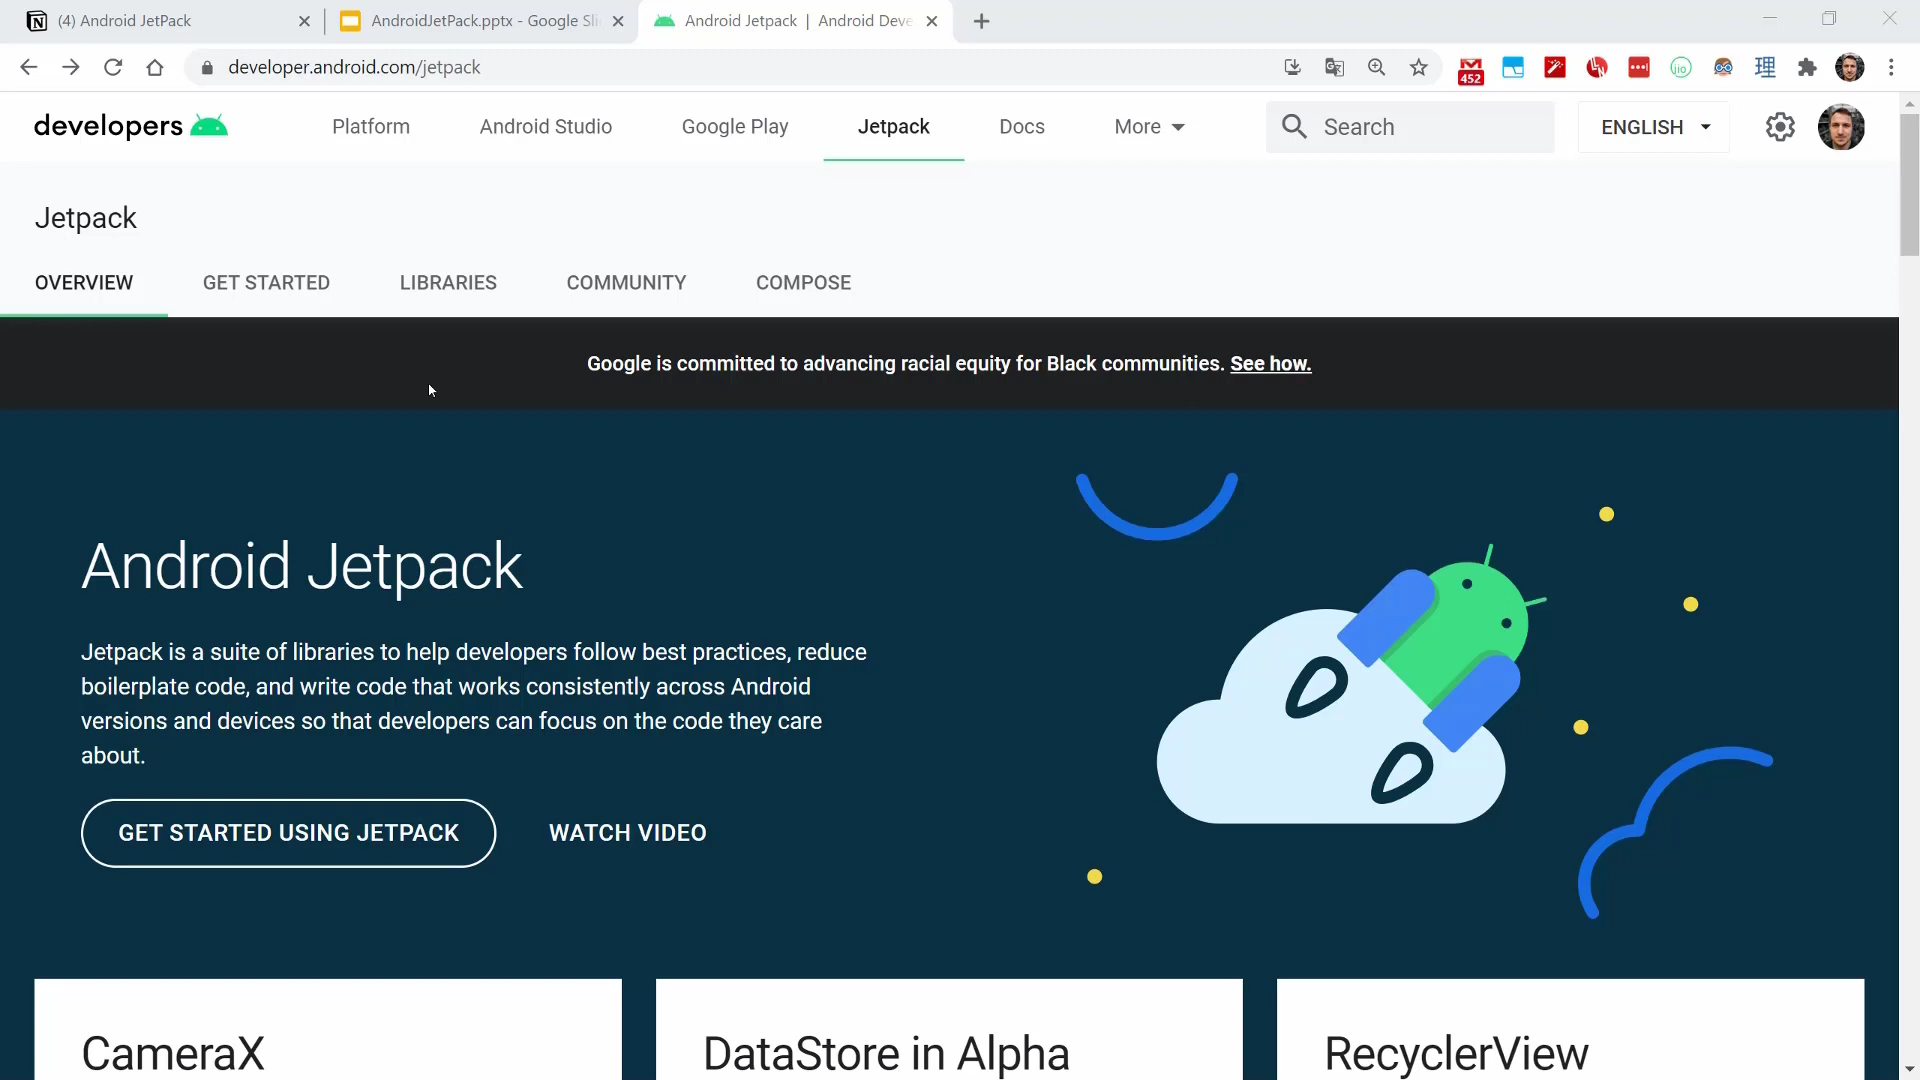 (4) Android JetPack
AndroidJetPack.pptx - Google Sli
Android Jetpack | Android Deve
developer.android.com/jetpack
452
developers
Platform
Android Studio
Google Play
Jetpack
Docs
More
Search
ENGLISH
Jetpack
OVERVIEW
GET STARTED
LIBRARIES
COMMUNITY
COMPOSE
Google is committed to advancing racial equity for Black communities. See how.
Android Jetpack
Jetpack is a suite of libraries to help developers follow best practices, reduce
boilerplate code, and write code that works consistently across Android
versions and devices so that developers can focus on the code they care
about.
GET STARTED USING JETPACK
WATCH VIDEO
CameraX
DataStore in Alpha
RecyclerView